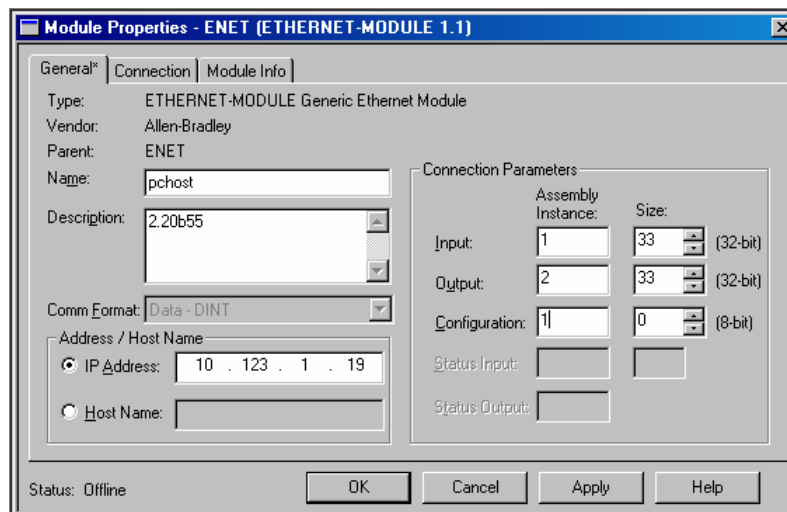 Module Properties - ENET (ETHERNET-MODULE 1.1)
General* Connection Module Info
Type: ETHERNET-MODULE Generic Ethernet Module
Vendor: Allen-Bradley
Parent: ENET
Name: pchost
Description: 2.20b55
Comm Format: Data - DINT
Address / Host Name
IP Address: 10 . 123 . 1 . 19
Host Name:
Connection Parameters
Assembly Instance: Size:
Input: 1 33 (32-bit)
Output: 2 33 (32-bit)
Configuration: 1 0 (8-bit)
Status Input:
Status Output:
Status: Offline
OK Cancel Apply Help